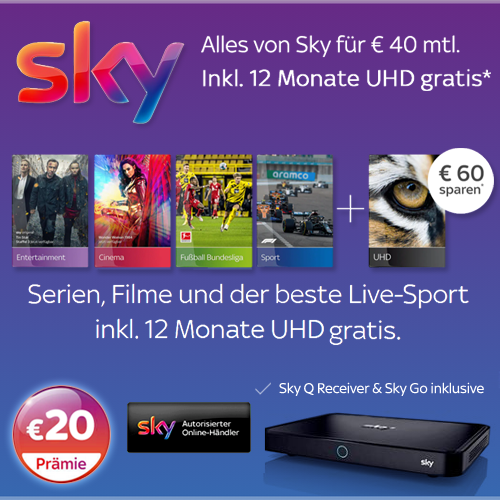 sky
Alles von Sky für € 40 mtl.
Inkl. 12 Monate UHD gratis*
aramco
€ 60
sparen*
+
Entertainment
Cinema
Fußball Bundesliga
Sport
UHD
Serien, Filme und der beste Live-Sport
inkl. 12 Monate UHD gratis.
Sky Q Receiver & Sky Go inklusive
€20
Prämie
sky
Autorisierter
Online-Händler
sky